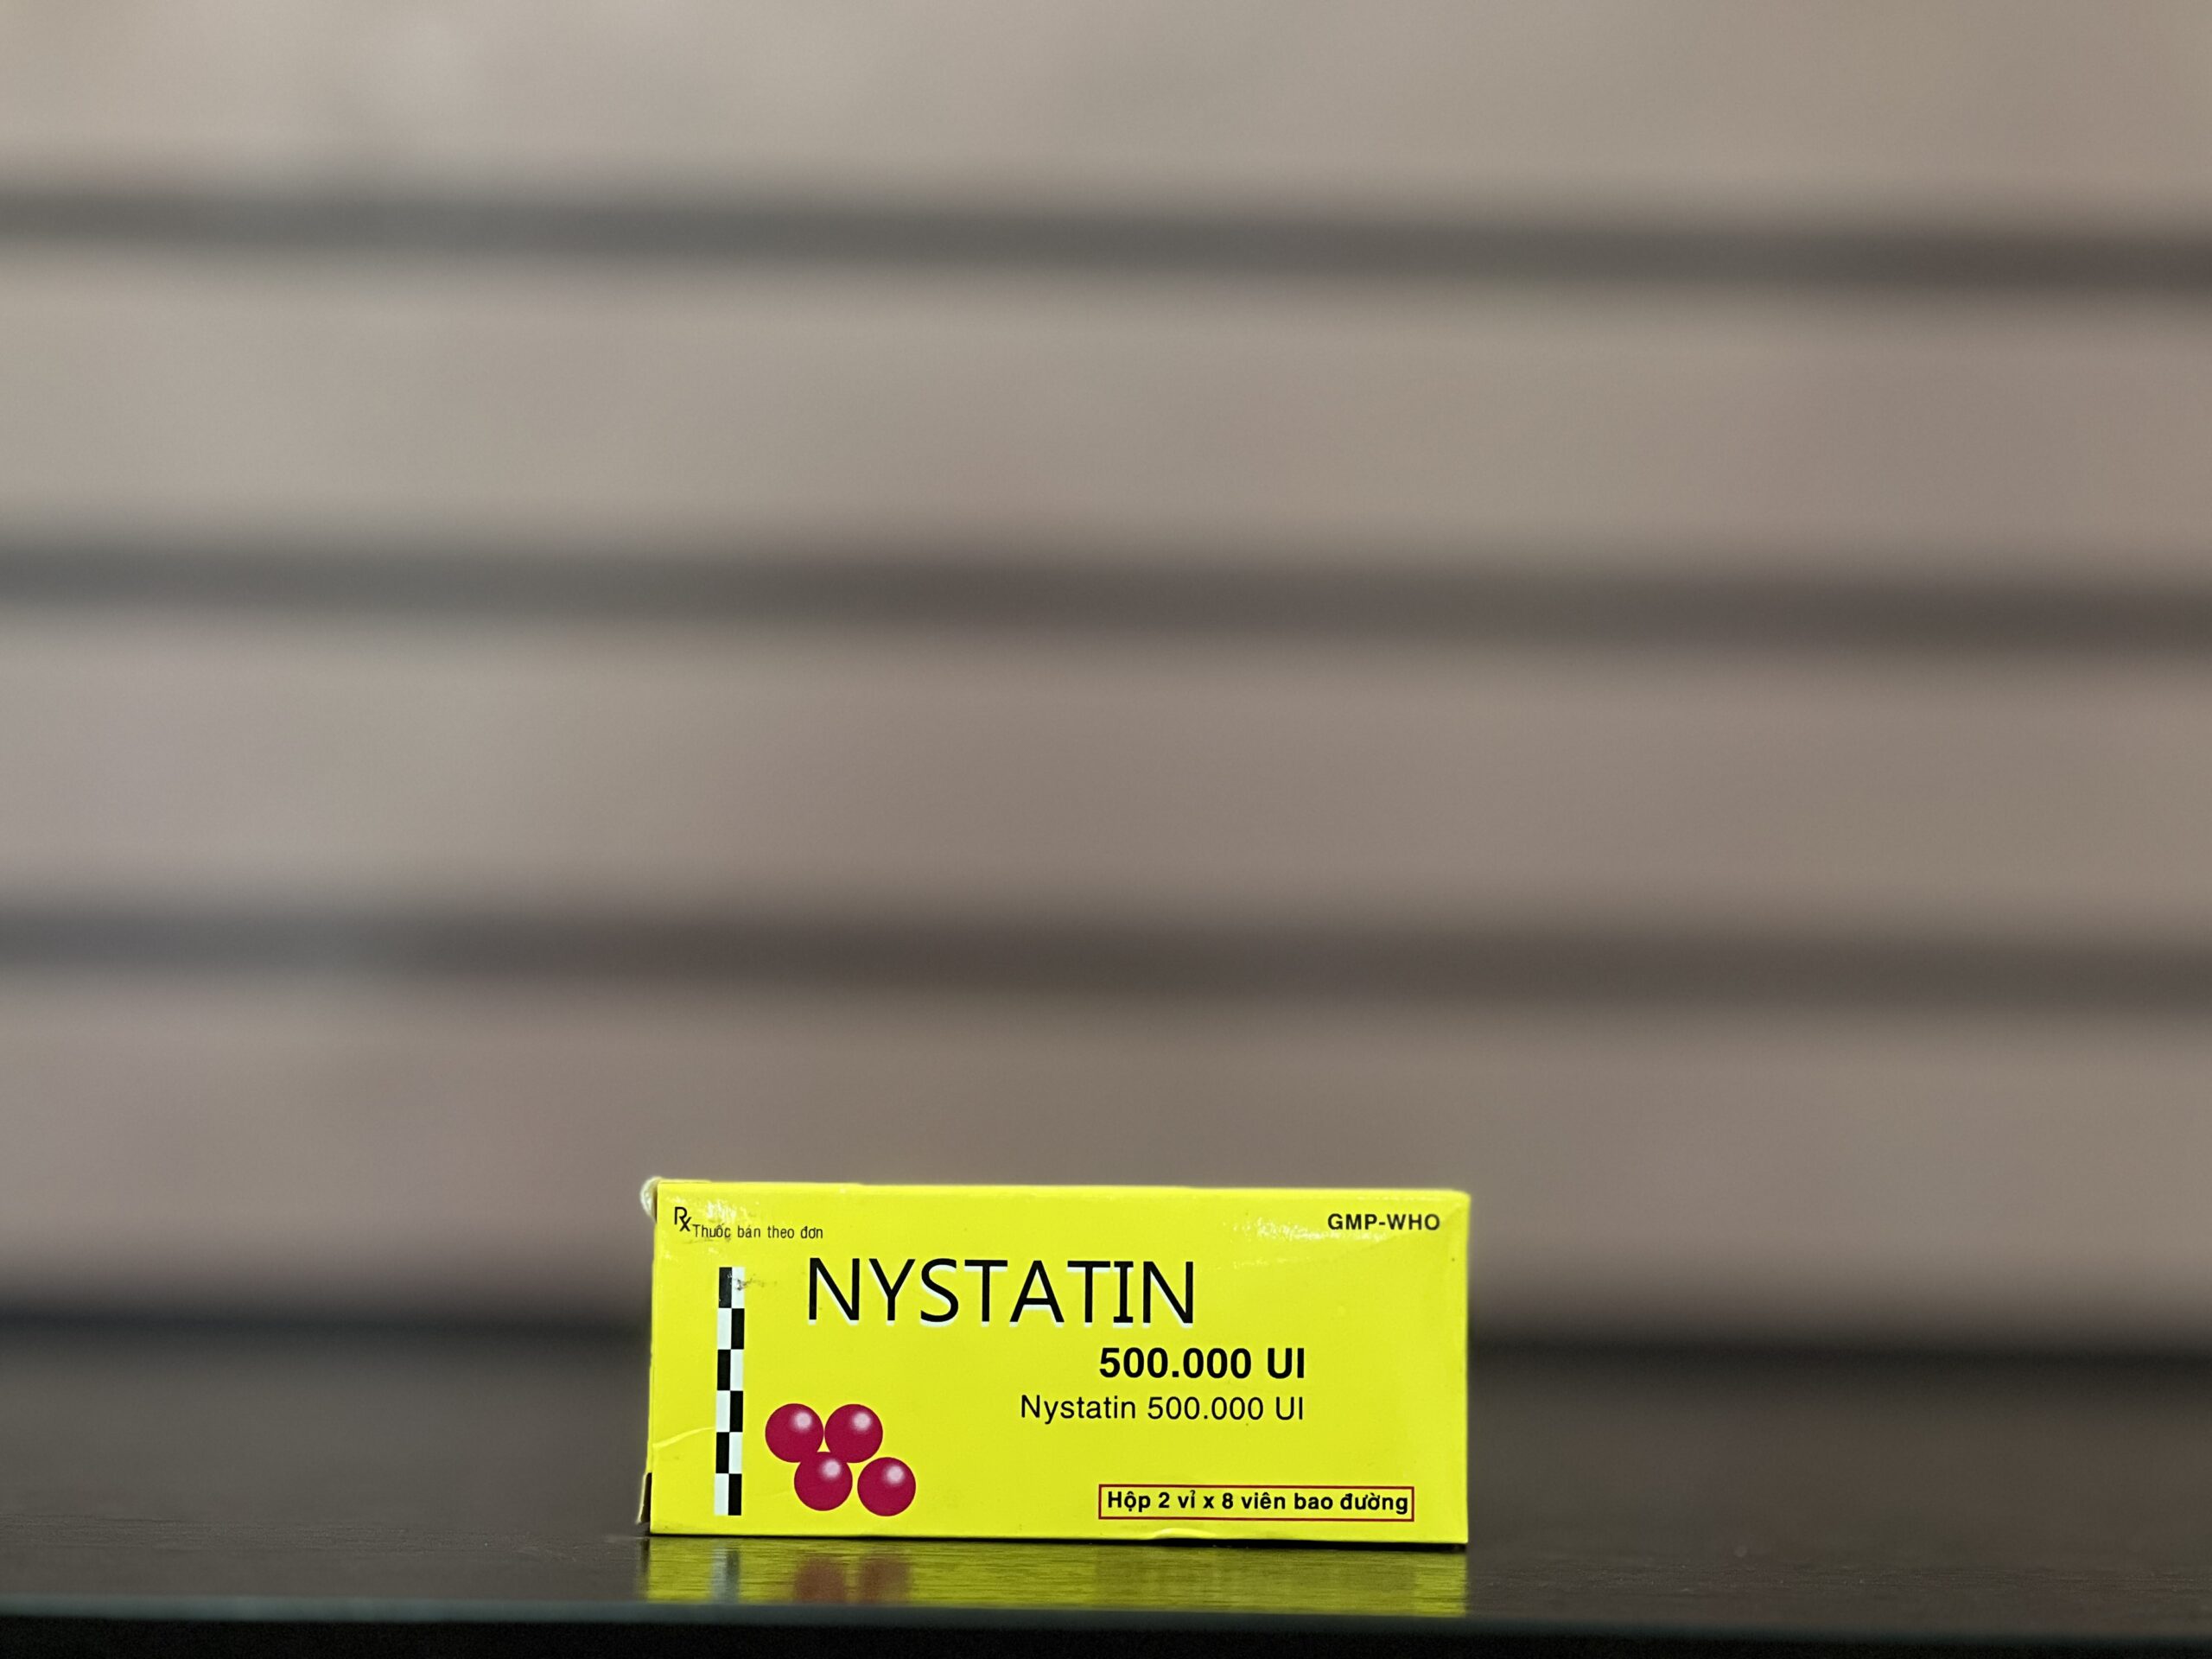 Rx Thuốc bán theo đơn
GMP-WHO
NYSTATIN
500.000 UI
Nystatin 500.000 UI
Hộp 2 vỉ x 8 viên bao đường